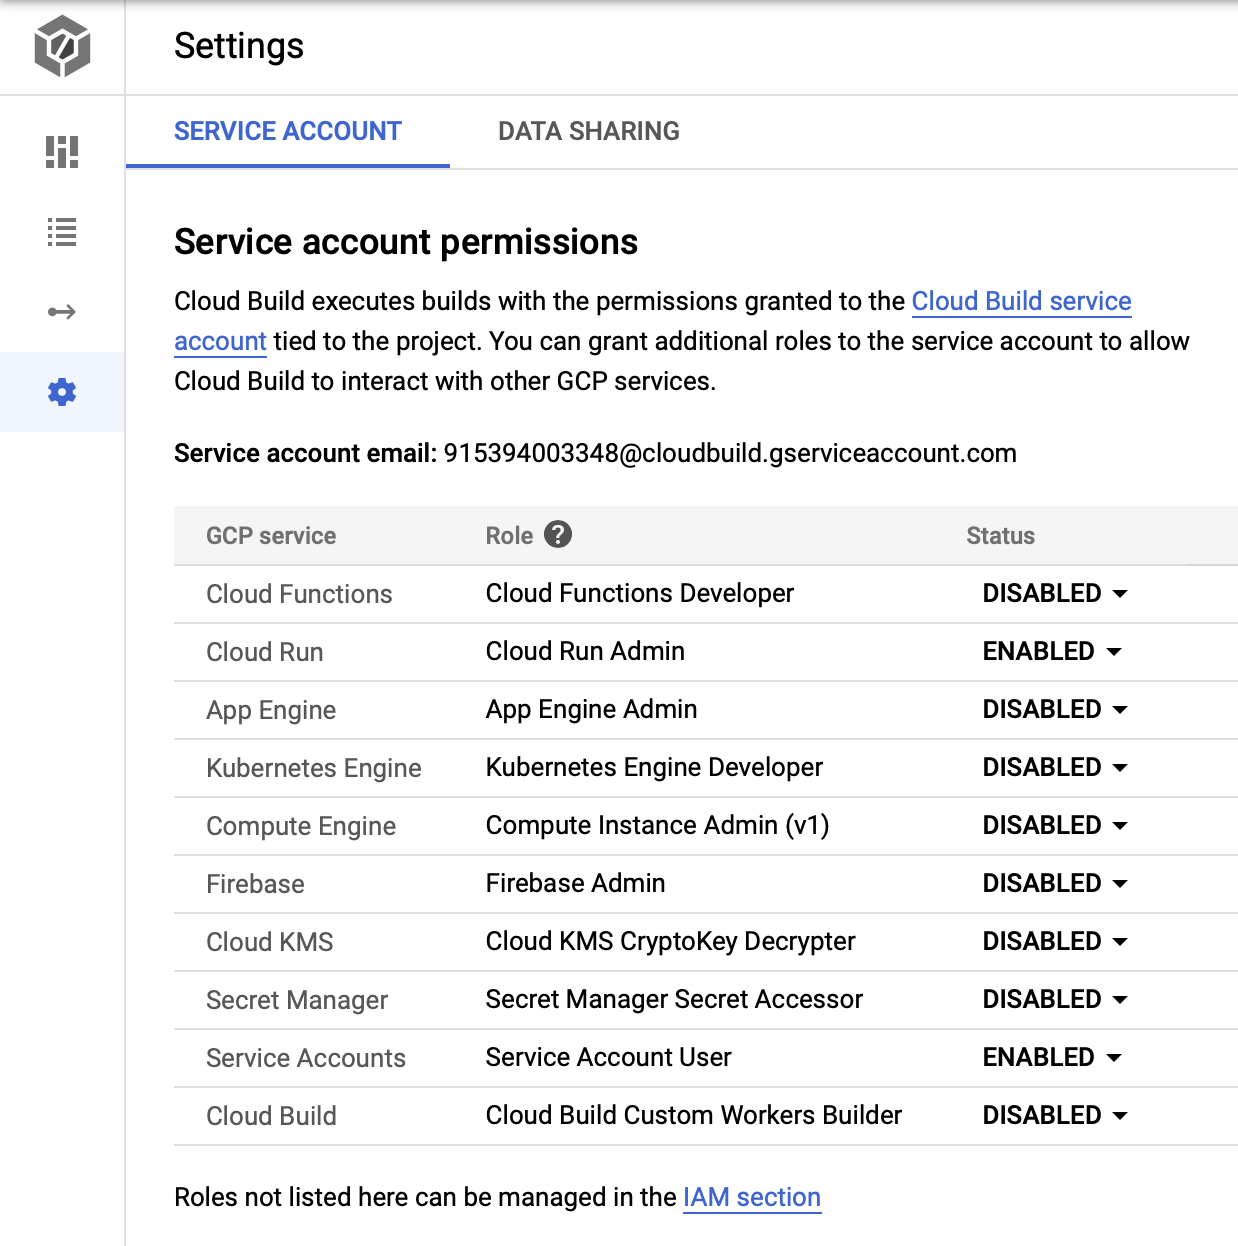 Settings
SERVICE ACCOUNT DATA SHARING
Service account permissions
Cloud Build executes builds with the permissions granted to the Cloud Build service
account tied to the project. You can grant additional roles to the service account to allow
Cloud Build to interact with other GCP services.
Service account email: 915394003348@cloudbuild.gserviceaccount.com
GCP service Role ? Status
Cloud Functions Cloud Functions Developer DISABLED
Cloud Run Cloud Run Admin ENABLED
App Engine App Engine Admin DISABLED
Kubernetes Engine Kubernetes Engine Developer DISABLED
Compute Engine Compute Instance Admin (v1) DISABLED
Firebase Firebase Admin DISABLED
Cloud KMS Cloud KMS CryptoKey Decrypter DISABLED
Secret Manager Secret Manager Secret Accessor DISABLED
Service Accounts Service Account User ENABLED
Cloud Build Cloud Build Custom Workers Builder DISABLED
Roles not listed here can be managed in the IAM section